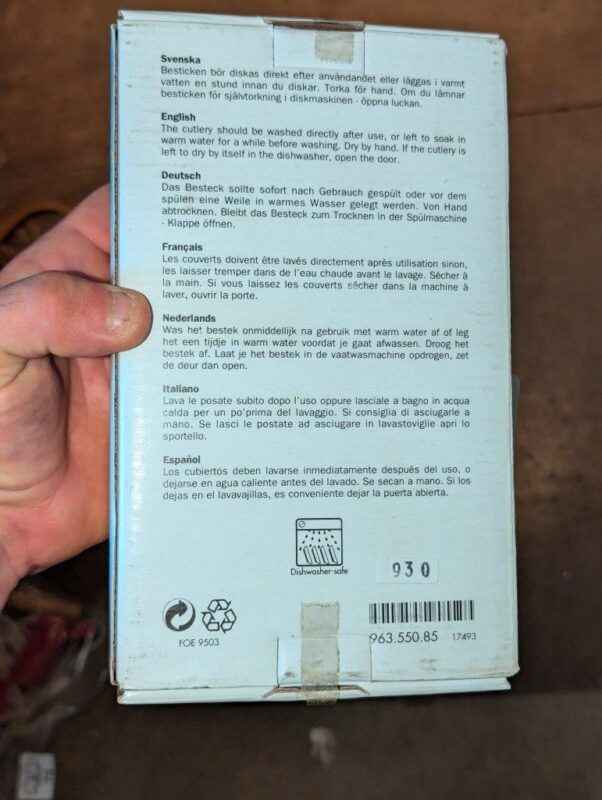 Svenska
Besticken bör diskas direkt efter användandet eller läggas i varmt
vatten en stund innan du diskar. Torka för hand. Om du lämnar
besticken för självtorkning i diskmaskinen - öppna luckan.
English
The cutlery should be washed directly after use, or left to soak in
warm water for a while before washing. Dry by hand. If the cutlery is
left to dry by itself in the dishwasher, open the door.
Deutsch
Das Besteck sollte sofort nach Gebrauch gespült oder vor dem
spülen eine Weile in warmes Wasser gelegt werden. Von Hand
abtrocknen. Bleibt das Besteck zum Trocknen in der Spülmaschine
- Klappe öffnen.
Français
Les couverts doivent être lavés directement après utilisation sinon,
les laisser tremper dans de l'eau chaude avant le lavage. Sécher à
la main. Si vous laissez les couverts sécher dans la machine à
laver, ouvrir la porte.
Nederlands
Was het bestek onmiddellijk na gebruik met warm water af of leg
het een tijdje in warm water voordat je gaat afwassen. Droog het
bestek af. Laat je het bestek in de vaatwasmachine opdrogen, zet
de deur dan open.
Italiano
Lava le posate subito dopo l'uso oppure lasciale a bagno in acqua
calda per un po'prima del lavaggio. Si consiglia di asciugarle a
mano. Se lasci le postate ad asciugare in lavastoviglie apri lo
sportello.
Español
Los cubiertos deben lavarse inmediatamente después del uso, o
dejarse en agua caliente antes del lavado. Se secan a mano. Si los
dejas en el lavavajillas, es conveniente dejar la puerta abierta.
Dishwasher-safe
930
FOE 9503
963.550.85 17493